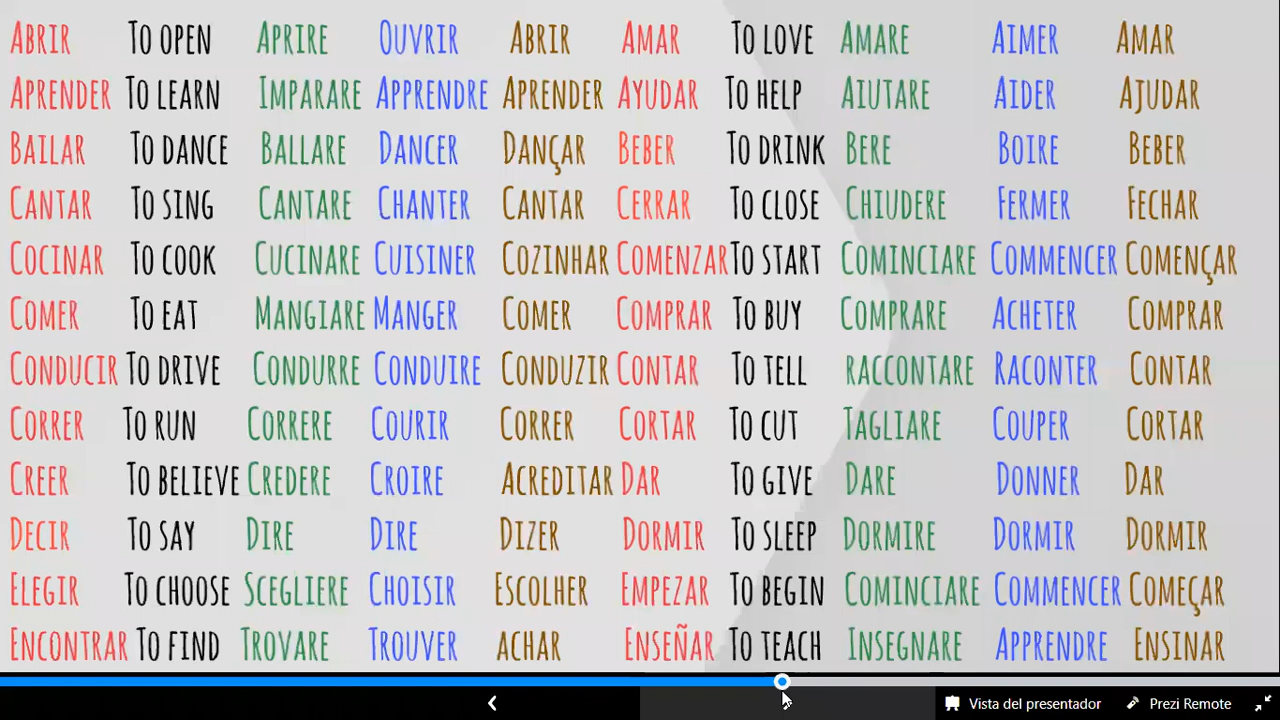 Abrir To open Aprire Ouvrir Abrir Amar To love Amare Aimer Amar
Aprender To learn Imparare Apprendre Aprender Ayudar To help Aiutare Aider Ajudar
Bailar To dance Ballare Dancer Dançar Beber To drink Bere Boire Beber
Cantar To sing Cantare Chanter Cantar Cerrar To close Chiudere Fermer Fechar
Cocinar To cook Cucinare Cuisiner Cozinhar Comenzar To start Cominciare Commencer Començar
Comer To eat Mangiare Manger Comer Comprar To buy Comprare Acheter Comprar
Conducir To drive Condurre Conduire Conduzir Contar To tell raccontare Raconter Contar
Correr To run Correre Courir Correr Cortar To cut Tagliare Couper Cortar
Creer To believe Credere Croire Acreditar Dar To give Dare Donner Dar
Decir To say Dire Dire Dizer Dormir To sleep Dormire Dormir Dormir
Elegir To choose Scegliere Choisir Escolher Empezar To begin Cominciare Commencer Começar
Encontrar To find Trovare Trouver achar Enseñar To teach Insegnare Apprendre Ensinar
Vista del presentador Prezi Remote